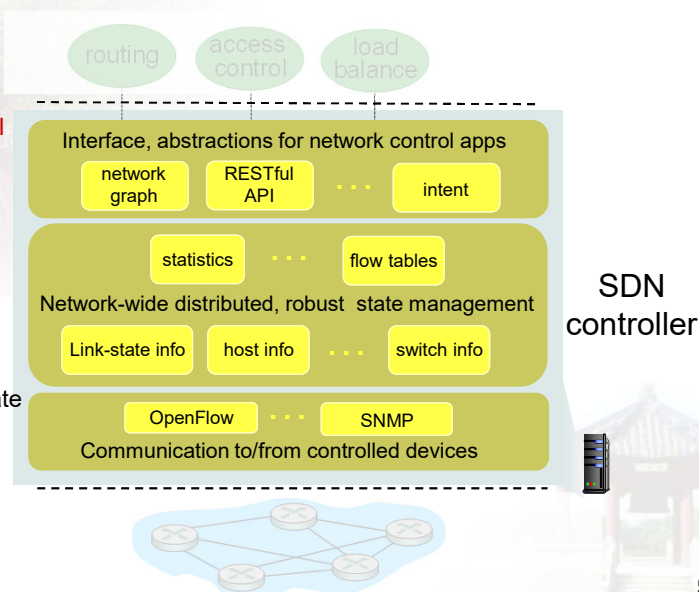 routing
access
control
load
balance
l
Interface, abstractions for network control apps
network
graph
RESTful
API
. . .
intent
statistics
. . .
flow tables
Network-wide distributed, robust state management
SDN
controller
Link-state info
host info
. . .
switch info
ate
OpenFlow
. . .
SNMP
Communication to/from controlled devices